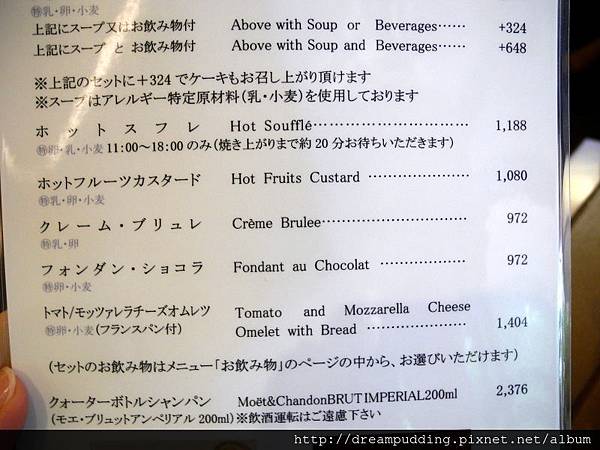 ㊕乳・卵・小麦
上記にスープ又はお飲み物付 Above with Soup or Beverages…… +324
上記にスープ と お飲み物付 Above with Soup and Beverages…… +648
※上記のセットに＋324 でケーキもお召し上がり頂けます
※スープはアレルギー特定原材料（乳・小麦）を使用しております
ホットスフレ Hot Soufflé………………………… 1,188
㊕卵・乳・小麦 11:00～18:00 のみ（焼き上がりまで約 20 分お待ちいただきます）
ホットフルーツカスタード Hot Fruits Custard ………………… 1,080
㊕乳・卵・小麦
クレーム・ブリュレ Crème Brulee………………………… 972
㊕乳・卵
フォンダン・ショコラ Fondant au Chocolat ……………… 972
㊕卵・小麦
トマト/モッツァレラチーズオムレツ Tomato and Mozzarella Cheese
㊕卵・小麦（フランスパン付） Omelet with Bread ………………… 1,404
（セットのお飲み物はメニュー「お飲み物」のページの中から、お選びいただけます）
クォーターボトルシャンパン Moët&ChandonBRUT IMPERIAL200ml 2,376
（モエ・ブリュットアンペリアル 200ml）※飲酒運転はご遠慮下さい
http://dreampudding.pixnet.net/album